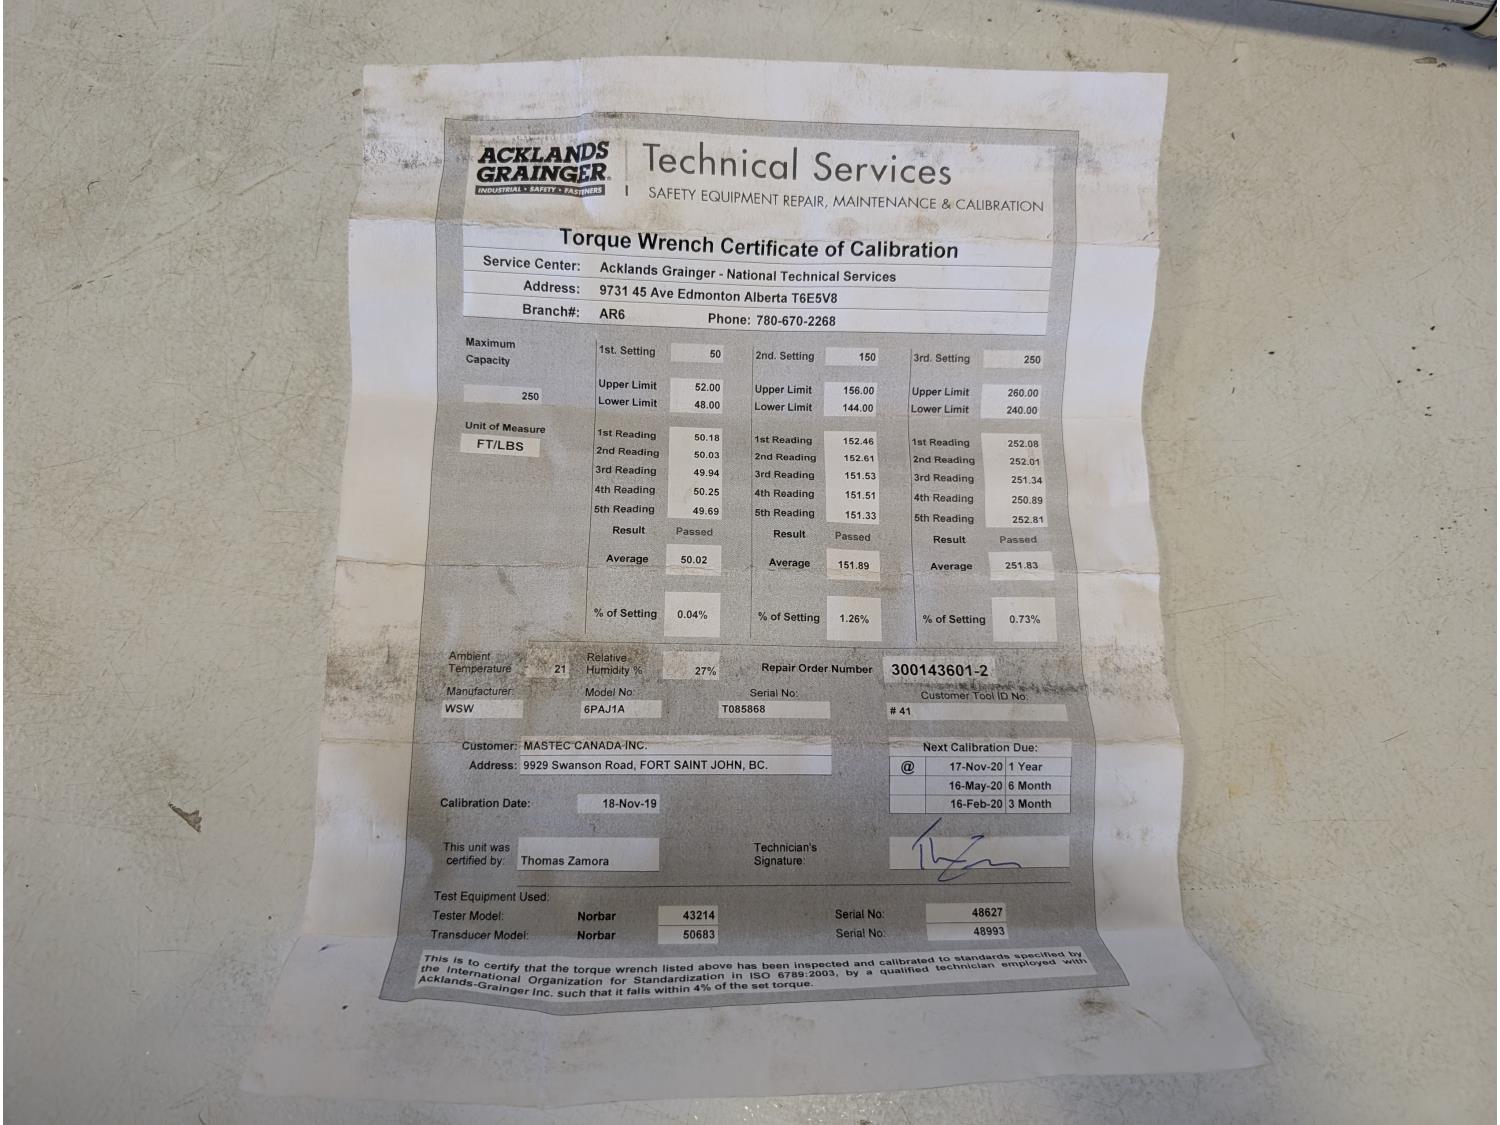 ACKLANDS
GRAINGER
INDUSTRIAL • SAFETY • FASTENERS
Technical Services
SAFETY EQUIPMENT REPAIR, MAINTENANCE & CALIBRATION
Torque Wrench Certificate of Calibration
Service Center: Acklands Grainger - National Technical Services
Address: 9731 45 Ave Edmonton Alberta T6E5V8
Branch#: AR6 Phone: 780-670-2268
Maximum
Capacity
250
Unit of Measure
FT/LBS
1st. Setting 50
Upper Limit 52.00
Lower Limit 48.00
1st Reading 50.18
2nd Reading 50.03
3rd Reading 49.94
4th Reading 50.25
5th Reading 49.69
Result Passed
Average 50.02
% of Setting 0.04%
2nd. Setting 150
Upper Limit 156.00
Lower Limit 144.00
1st Reading 152.46
2nd Reading 152.61
3rd Reading 151.53
4th Reading 151.51
5th Reading 151.33
Result Passed
Average 151.89
% of Setting 1.26%
3rd. Setting 250
Upper Limit 260.00
Lower Limit 240.00
1st Reading 252.08
2nd Reading 252.01
3rd Reading 251.34
4th Reading 250.89
5th Reading 252.81
Result Passed
Average 251.83
% of Setting 0.73%
Ambient
Temperature 21
Relative
Humidity % 27%
Repair Order Number 300143601-2
Manufacturer:
WSW
Model No:
6PAJ1A
Serial No:
T085868
Customer Tool ID No.
# 41
Customer: MASTEC CANADA INC.
Address: 9929 Swanson Road, FORT SAINT JOHN, BC.
Next Calibration Due:
@ 17-Nov-20 1 Year
16-May-20 6 Month
16-Feb-20 3 Month
Calibration Date: 18-Nov-19
This unit was
certified by: Thomas Zamora
Technician's
Signature:
Test Equipment Used:
Tester Model: Norbar 43214 Serial No: 48627
Transducer Model: Norbar 50683 Serial No: 48993
This is to certify that the torque wrench listed above has been inspected and calibrated to standards specified by
the International Organization for Standardization in ISO 6789:2003, by a qualified technician employed with
Acklands-Grainger Inc. such that it falls within 4% of the set torque.